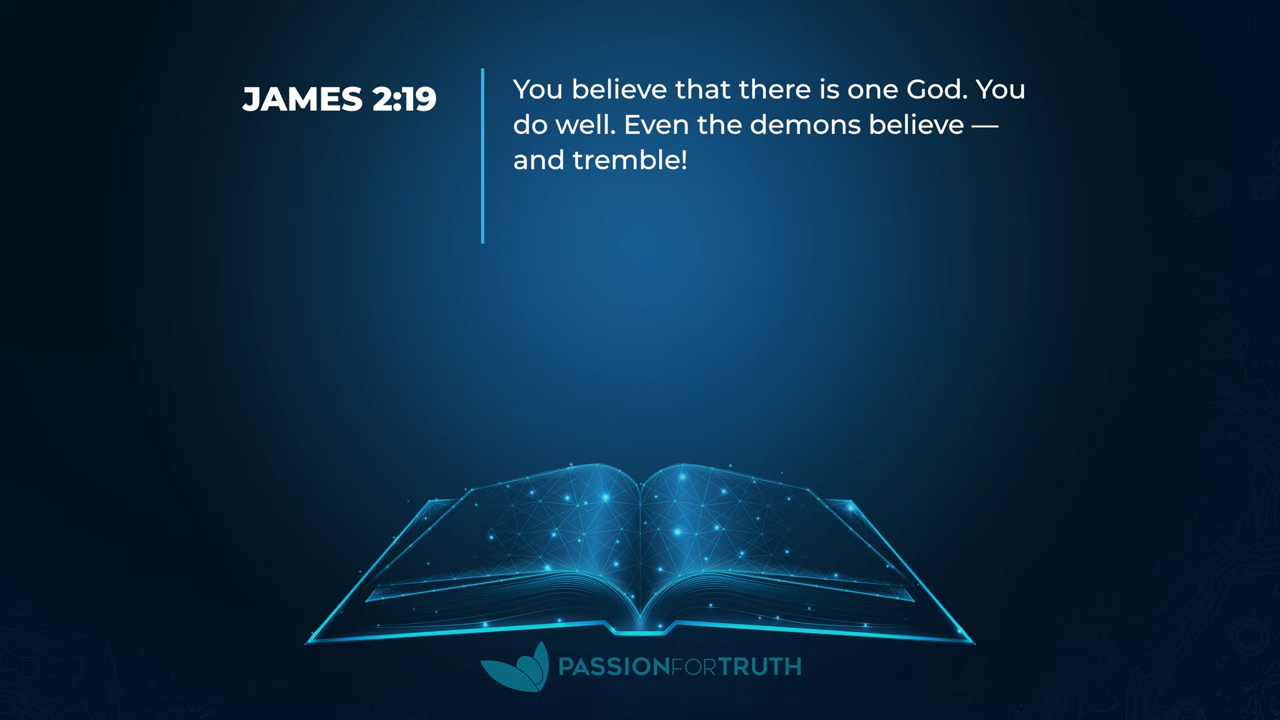 JAMES 2:19
You believe that there is one God. You
do well. Even the demons believe —
and tremble!
PASSIONFORTRUTH